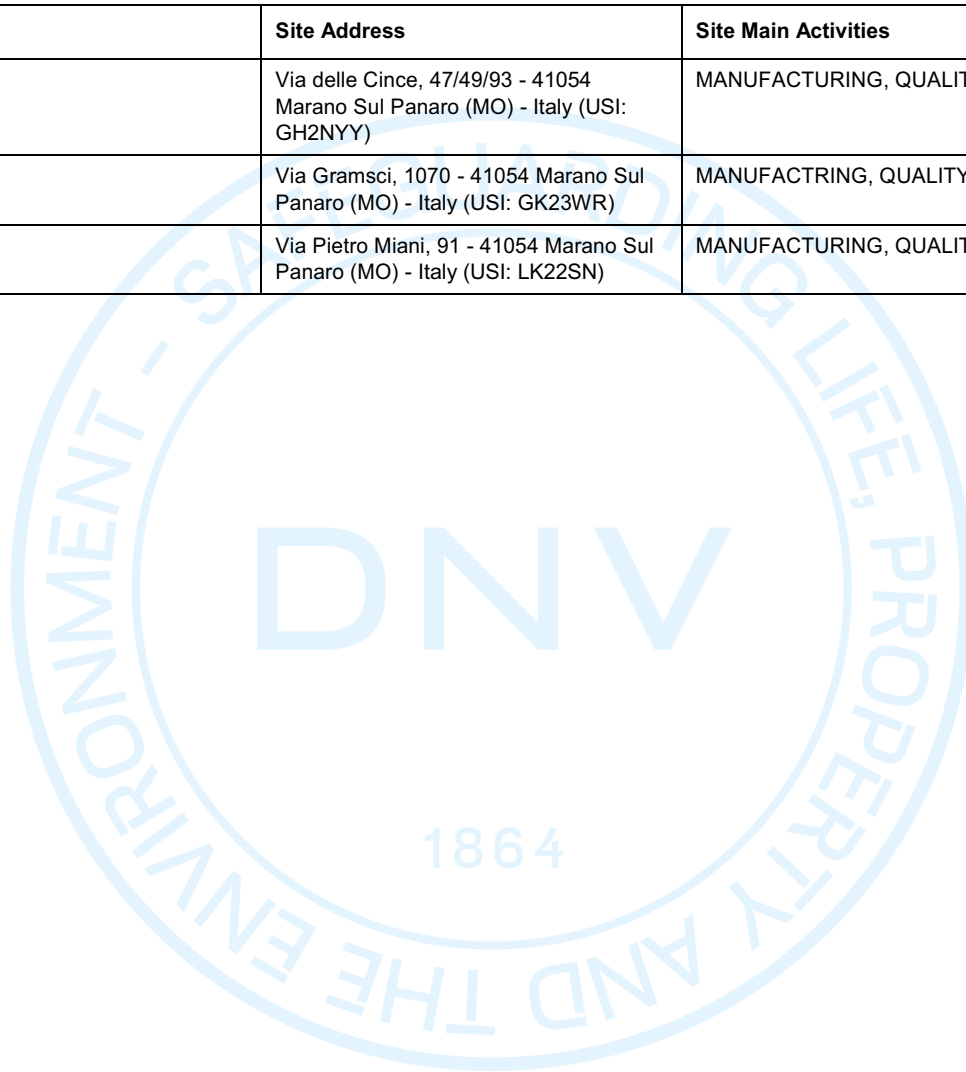 Site Address Site Main Activities
Via delle Cince, 47/49/93 - 41054 MANUFACTURING,
Marano Sul Panaro (MO) - Italy (USI:
GH2NYY)
Via Gramsci, 1070 - 41054 Marano Sul MANUFACTRING, QUALITY
Panaro (MO) - Italy (USI: GK23WR)
Via Pietro Miani, 91 - 41054 Marano Sul MANUFACTURING,
Panaro (MO) - Italy (USI: LK22SN)
SAFEGUARDING LIFE, PROPERTY AND THE ENVIRONMENT -
DNV
1864